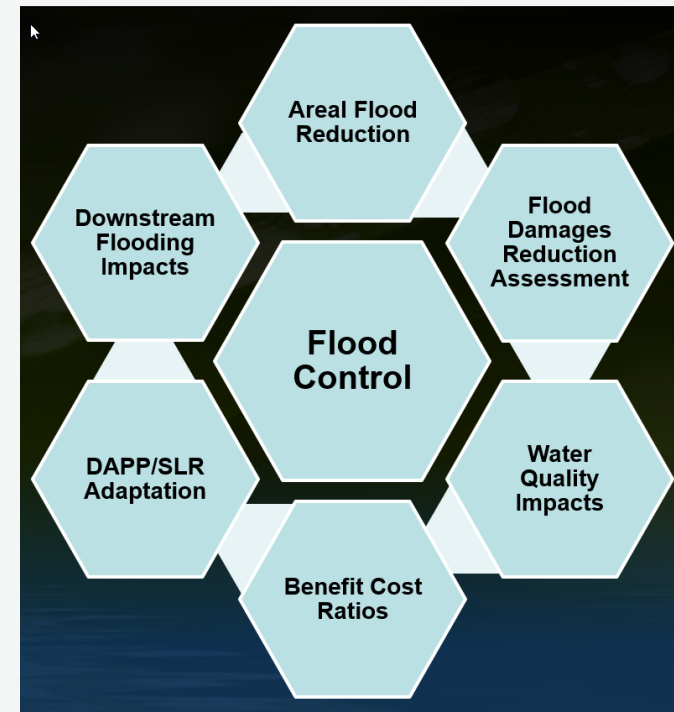 Areal Flood
Reduction
Flood
Damages
Reduction
Assessment
Water
Quality
Impacts
Benefit Cost
Ratios
DAPP/SLR
Adaptation
Downstream
Flooding
Impacts
Flood
Control